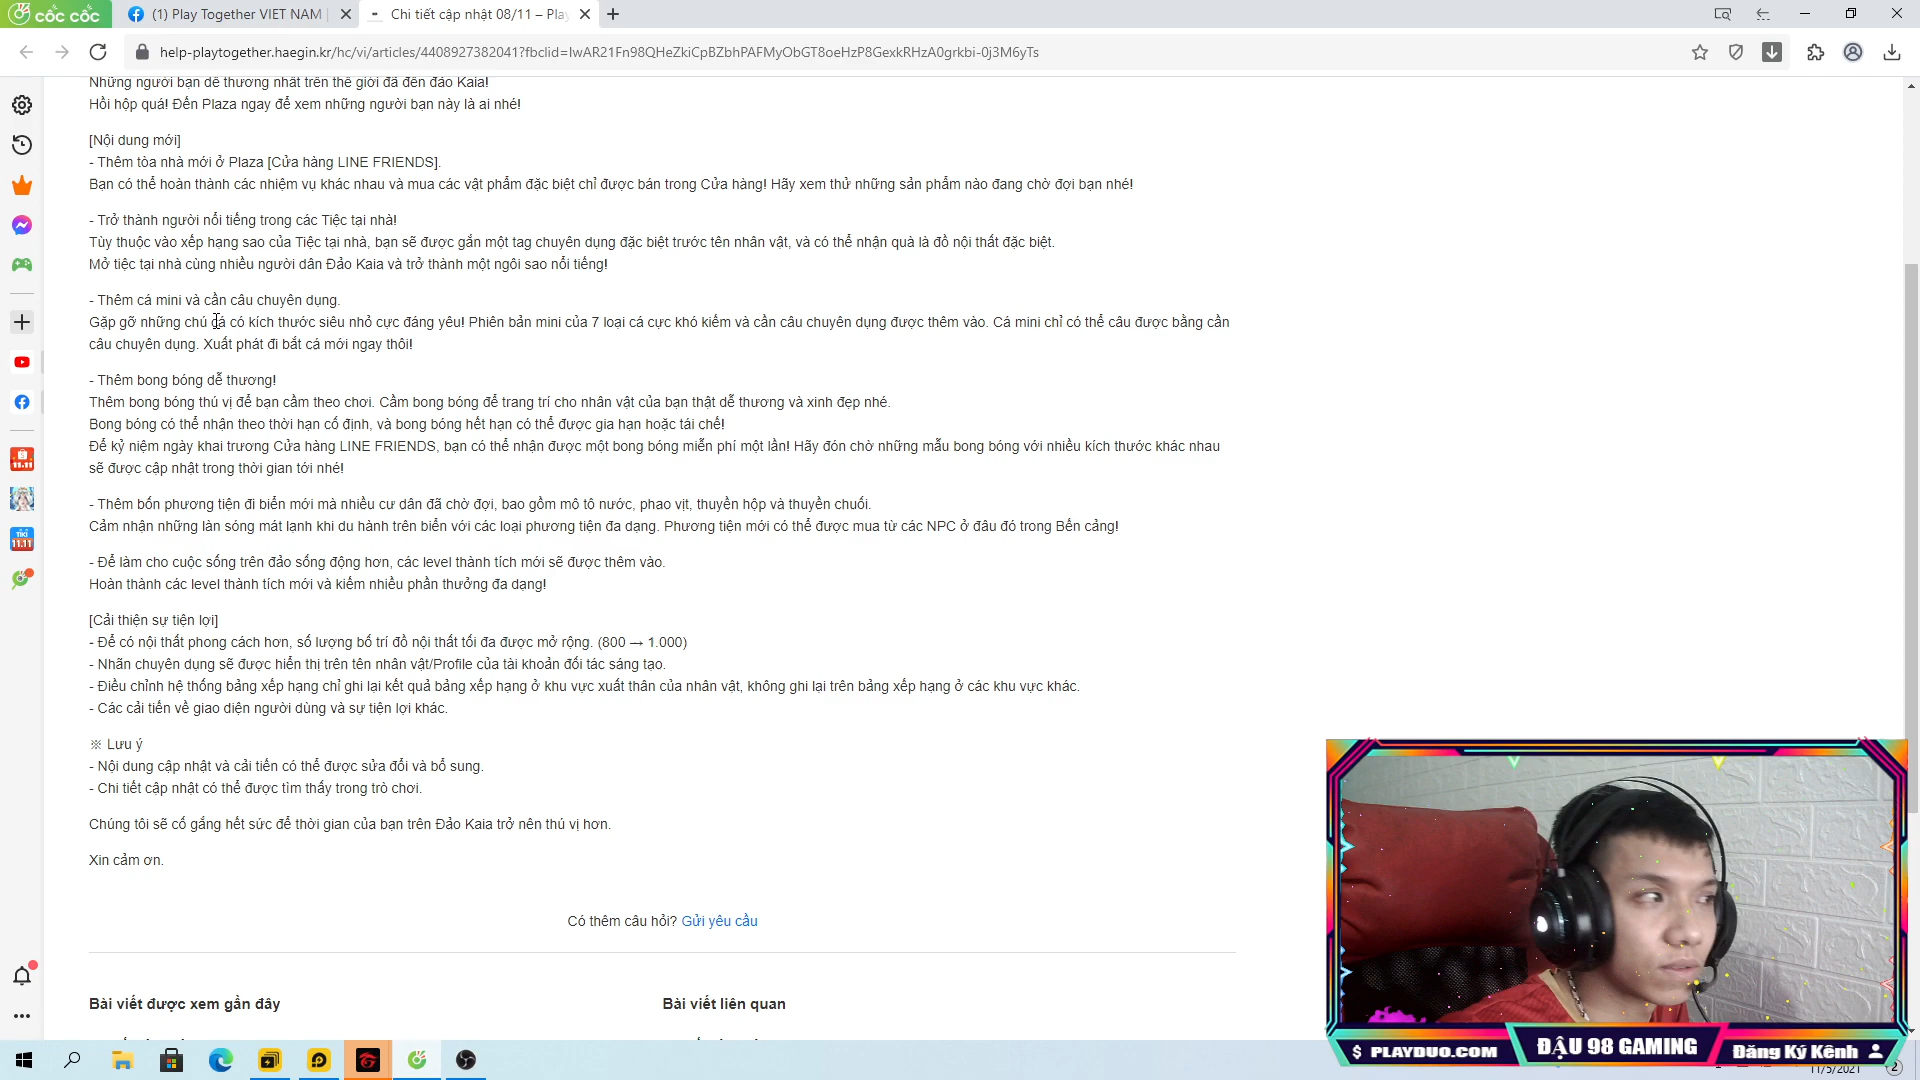 cốc cốc
(1) Play Together VIET NAM |
Chi tiết cập nhật 08/11 – Play
help-playtogether.haegin.kr/hc/vi/articles/4408927382041?fbclid=IwAR21Fn98QHeZkiCpBZbhPAFMyObGT8oeHzP8GexkRHzA0grkbi-0j3M6yTs
Những người bạn dễ thương nhất trên thế giới đã đến đảo Kaia!
Hồi hộp quá! Đến Plaza ngay để xem những người bạn này là ai nhé!
[Nội dung mới]
- Thêm tòa nhà mới ở Plaza [Cửa hàng LINE FRIENDS].
Bạn có thể hoàn thành các nhiệm vụ khác nhau và mua các vật phẩm đặc biệt chỉ được bán trong Cửa hàng! Hãy xem thử những sản phẩm nào đang chờ đợi bạn nhé!
- Trở thành người nổi tiếng trong các Tiệc tại nhà!
Tùy thuộc vào xếp hạng sao của Tiệc tại nhà, bạn sẽ được gắn một tag chuyên dụng đặc biệt trước tên nhân vật, và có thể nhận quà là đồ nội thất đặc biệt.
Mở tiệc tại nhà cùng nhiều người dân Đảo Kaia và trở thành một ngôi sao nổi tiếng!
- Thêm cá mini và cần câu chuyên dụng.
Gặp gỡ những chú cá có kích thước siêu nhỏ cực đáng yêu! Phiên bản mini của 7 loại cá cực khó kiếm và cần câu chuyên dụng được thêm vào. Cá mini chỉ có thể câu được bằng cần
câu chuyên dụng. Xuất phát đi bắt cá mới ngay thôi!
- Thêm bong bóng dễ thương!
Thêm bong bóng thú vị để bạn cầm theo chơi. Cầm bong bóng để trang trí cho nhân vật của bạn thật dễ thương và xinh đẹp nhé.
Bong bóng có thể nhận theo thời hạn cố định, và bong bóng hết hạn có thể được gia hạn hoặc tái chế!
Để kỷ niệm ngày khai trương Cửa hàng LINE FRIENDS, bạn có thể nhận được một bong bóng miễn phí một lần! Hãy đón chờ những mẫu bong bóng với nhiều kích thước khác nhau
sẽ được cập nhật trong thời gian tới nhé!
- Thêm bốn phương tiện đi biển mới mà nhiều cư dân đã chờ đợi, bao gồm mô tô nước, phao vịt, thuyền hộp và thuyền chuối.
Cảm nhận những làn sóng mát lạnh khi du hành trên biển với các loại phương tiện đa dạng. Phương tiện mới có thể được mua từ các NPC ở đâu đó trong Bến cảng!
- Để làm cho cuộc sống trên đảo sống động hơn, các level thành tích mới sẽ được thêm vào.
Hoàn thành các level thành tích mới và kiếm nhiều phần thưởng đa dạng!
[Cải thiện sự tiện lợi]
- Để có nội thất phong cách hơn, số lượng bố trí đồ nội thất tối đa được mở rộng. (800 → 1.000)
- Nhãn chuyên dụng sẽ được hiển thị trên tên nhân vật/Profile của tài khoản đối tác sáng tạo.
- Điều chỉnh hệ thống bảng xếp hạng chỉ ghi lại kết quả bảng xếp hạng ở khu vực xuất thân của nhân vật, không ghi lại trên bảng xếp hạng ở các khu vực khác.
- Các cải tiến về giao diện người dùng và sự tiện lợi khác.
※ Lưu ý
- Nội dung cập nhật và cải tiến có thể được sửa đổi và bổ sung.
- Chi tiết cập nhật có thể được tìm thấy trong trò chơi.
Chúng tôi sẽ cố gắng hết sức để thời gian của bạn trên Đảo Kaia trở nên thú vị hơn.
Xin cảm ơn.
Có thêm câu hỏi? Gửi yêu cầu
Bài viết được xem gần đây
Bài viết liên quan
11.11
TIKI
11.11
$ PLAYDUO.COM
ĐẬU 98 GAMING
Đăng Ký Kênh
11/5/2021
2